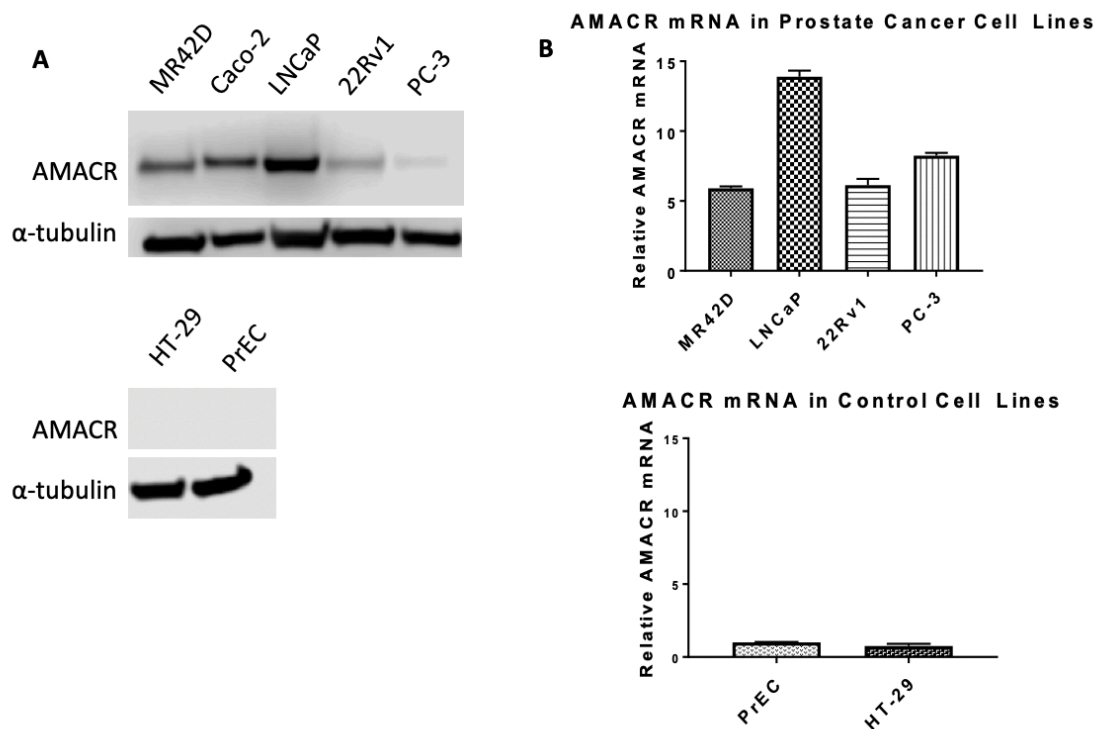 A
MR42D
Caco-2
LNCaP
22Rv1
PC-3
AMACR
α-tubulin
HT-29
PrEC
AMACR
α-tubulin
B
AMACR mRNA in Prostate Cancer Cell Lines
Relative AMACR mRNA
15
10
5
0
MR42D
LNCaP
22Rv1
PC-3
AMACR mRNA in Control Cell Lines
Relative AMACR mRNA
15
10
5
0
PrEC
HT-29